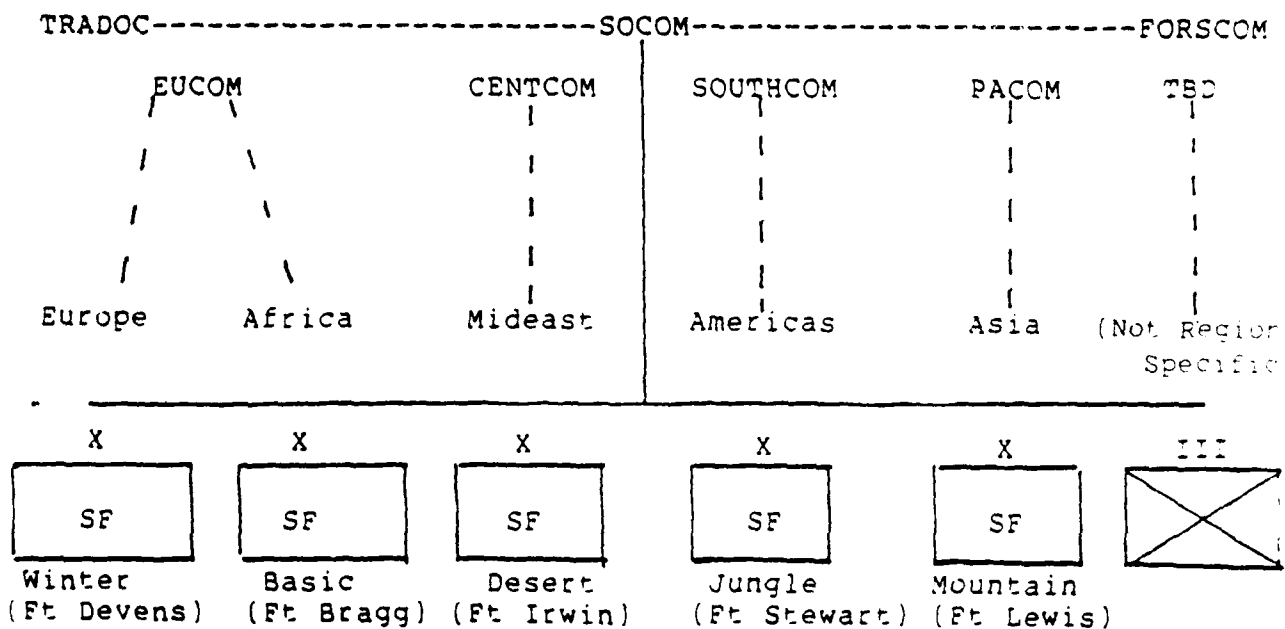 TRADOC----------------------------SOCOM----------------------------FORSCOM
EUCOM CENTCOM SOUTHCOM PACOM TBD
Europe Africa Mideast Americas Asia (Not Region
Specific
X X X X X III
SF SF SF SF SF
Winter Basic Desert Jungle Mountain
(Ft Devens) (Ft Bragg) (Ft Irwin) (Ft Stewart) (Ft Lewis)